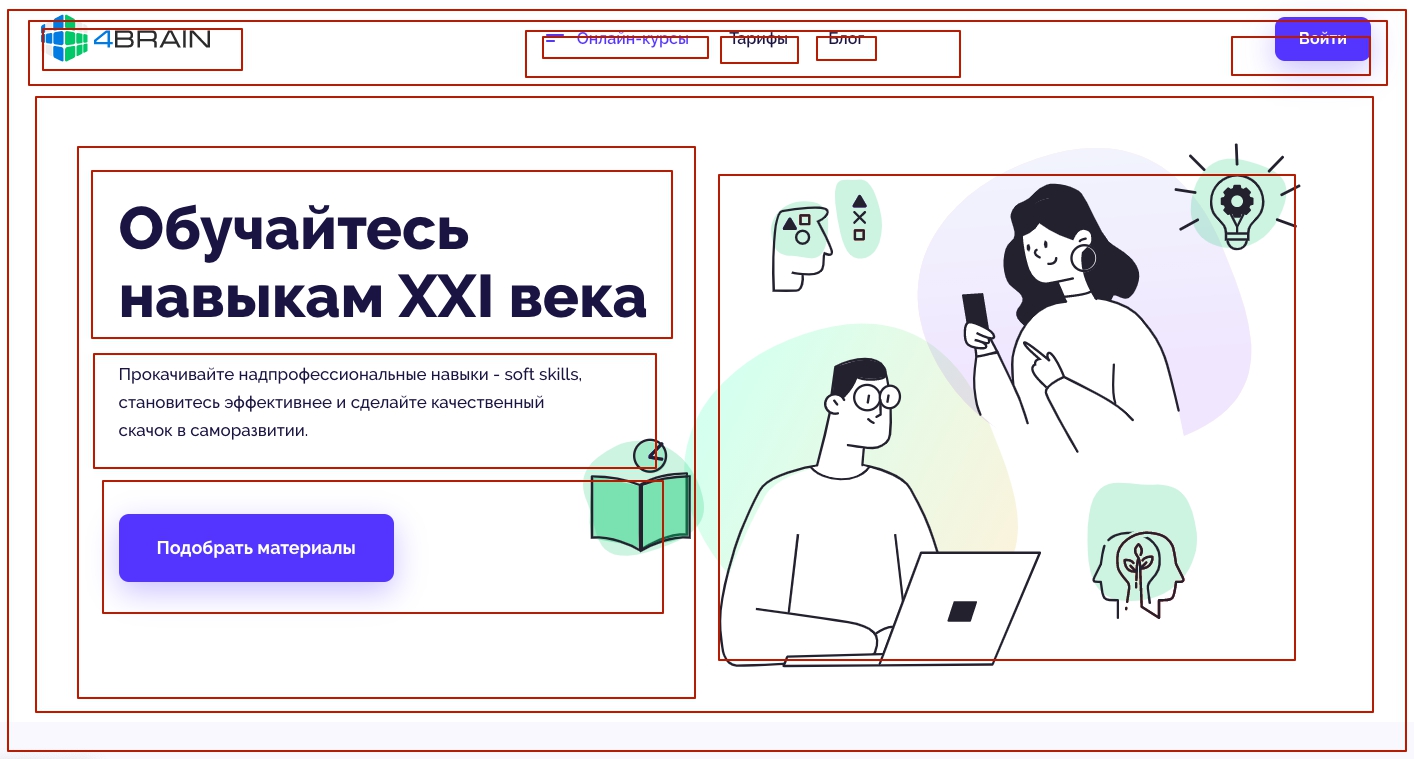 4BRAIN
Онлайн-курсы
Тарифы
Блог
Войти
Обучайтесь
навыкам XXI века
Прокачивайте надпрофессиональные навыки - soft skills,
становитесь эффективнее и сделайте качественный
скачок в саморазвитии.
Подобрать материалы